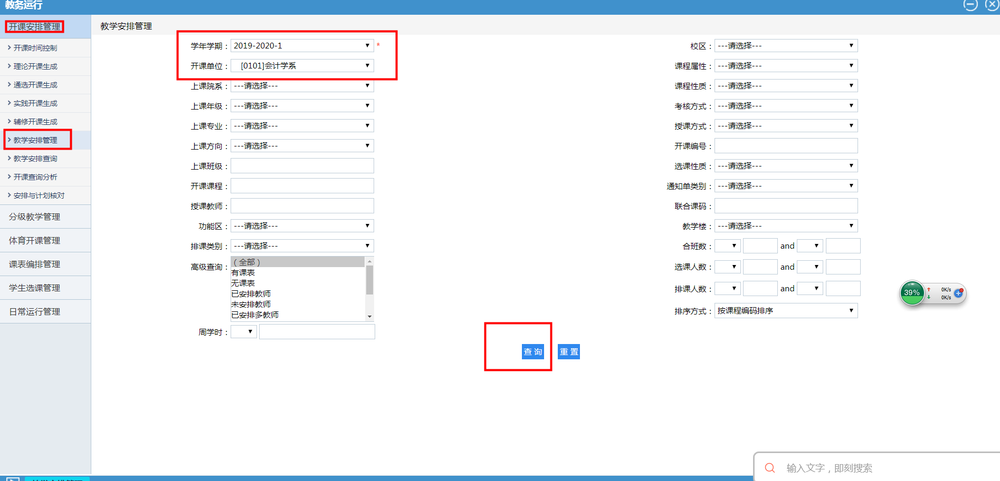 教务运行
开课安排管理
开课时间控制
理论开课生成
通选开课生成
实践开课生成
辅修开课生成
教学安排管理
教学安排查询
开课查询分析
安排与计划核对
分级教学管理
体育开课管理
课表编排管理
学生选课管理
日常运行管理
教学安排管理
学年学期： 2019-2020-1 *
开课单位： [0101]会计学系
上课院系： ---请选择---
上课年级： ---请选择---
上课专业： ---请选择---
上课方向： ---请选择---
上课班级：
开课课程：
授课教师：
功能区： ---请选择---
排课类别： ---请选择---
高级查询： （全部）
有课表
无课表
已安排教师
未安排教师
已安排多教师
周学时：
校区： ---请选择---
课程属性： ---请选择---
课程性质： ---请选择---
考核方式： ---请选择---
授课方式： ---请选择---
开课编号：
选课性质： ---请选择---
通知单类别： ---请选择---
联合课码：
教学楼： ---请选择---
合班数： and
选课人数： and
排课人数： and
排序方式： 按课程编码排序
查 询 重 置
39% 0K/s
0K/s
输入文字，即刻搜索